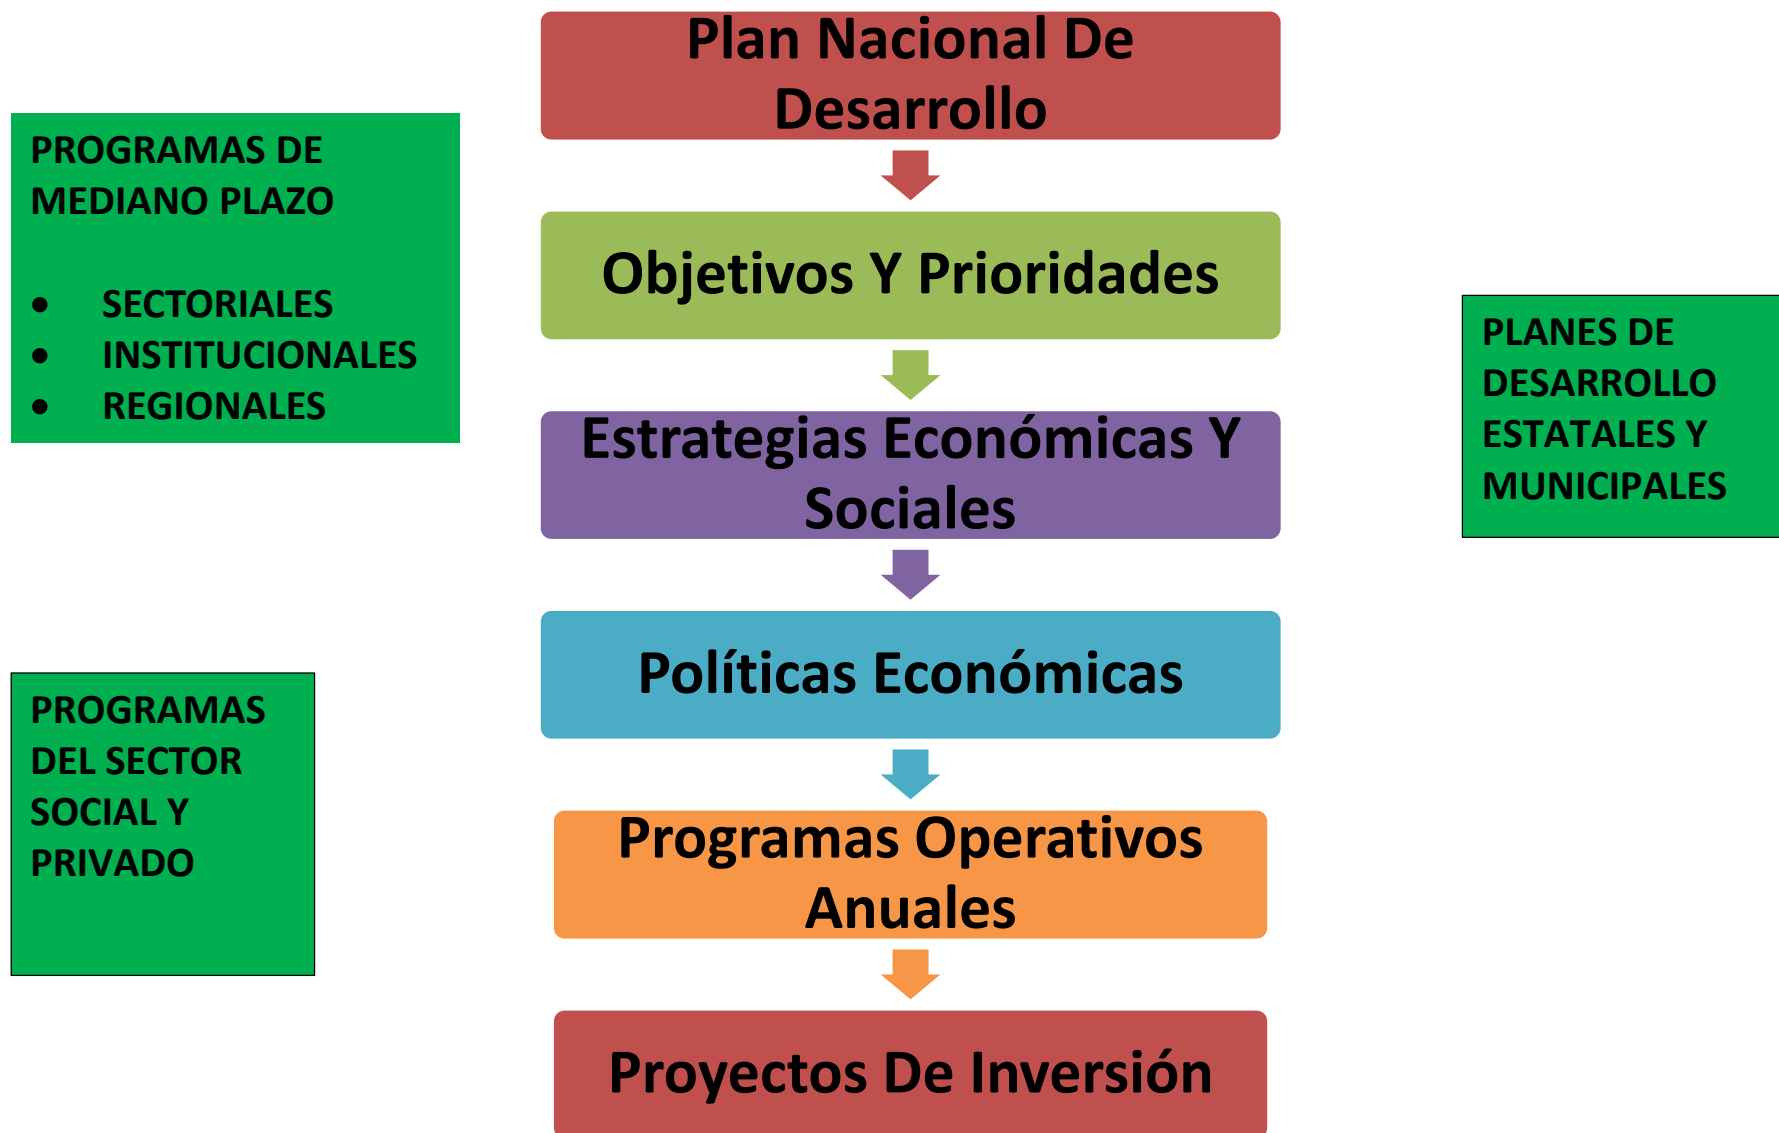 Plan Nacional De
Desarrollo
PROGRAMAS DE
MEDIANO PLAZO
• SECTORIALES
• INSTITUCIONALES
• REGIONALES
Objetivos Y Prioridades
PLANES DE
DESARROLLO
ESTATALES Y
MUNICIPALES
Estrategias Económicas Y
Sociales
Políticas Económicas
PROGRAMAS
DEL SECTOR
SOCIAL Y
PRIVADO
Programas Operativos
Anuales
Proyectos De Inversión